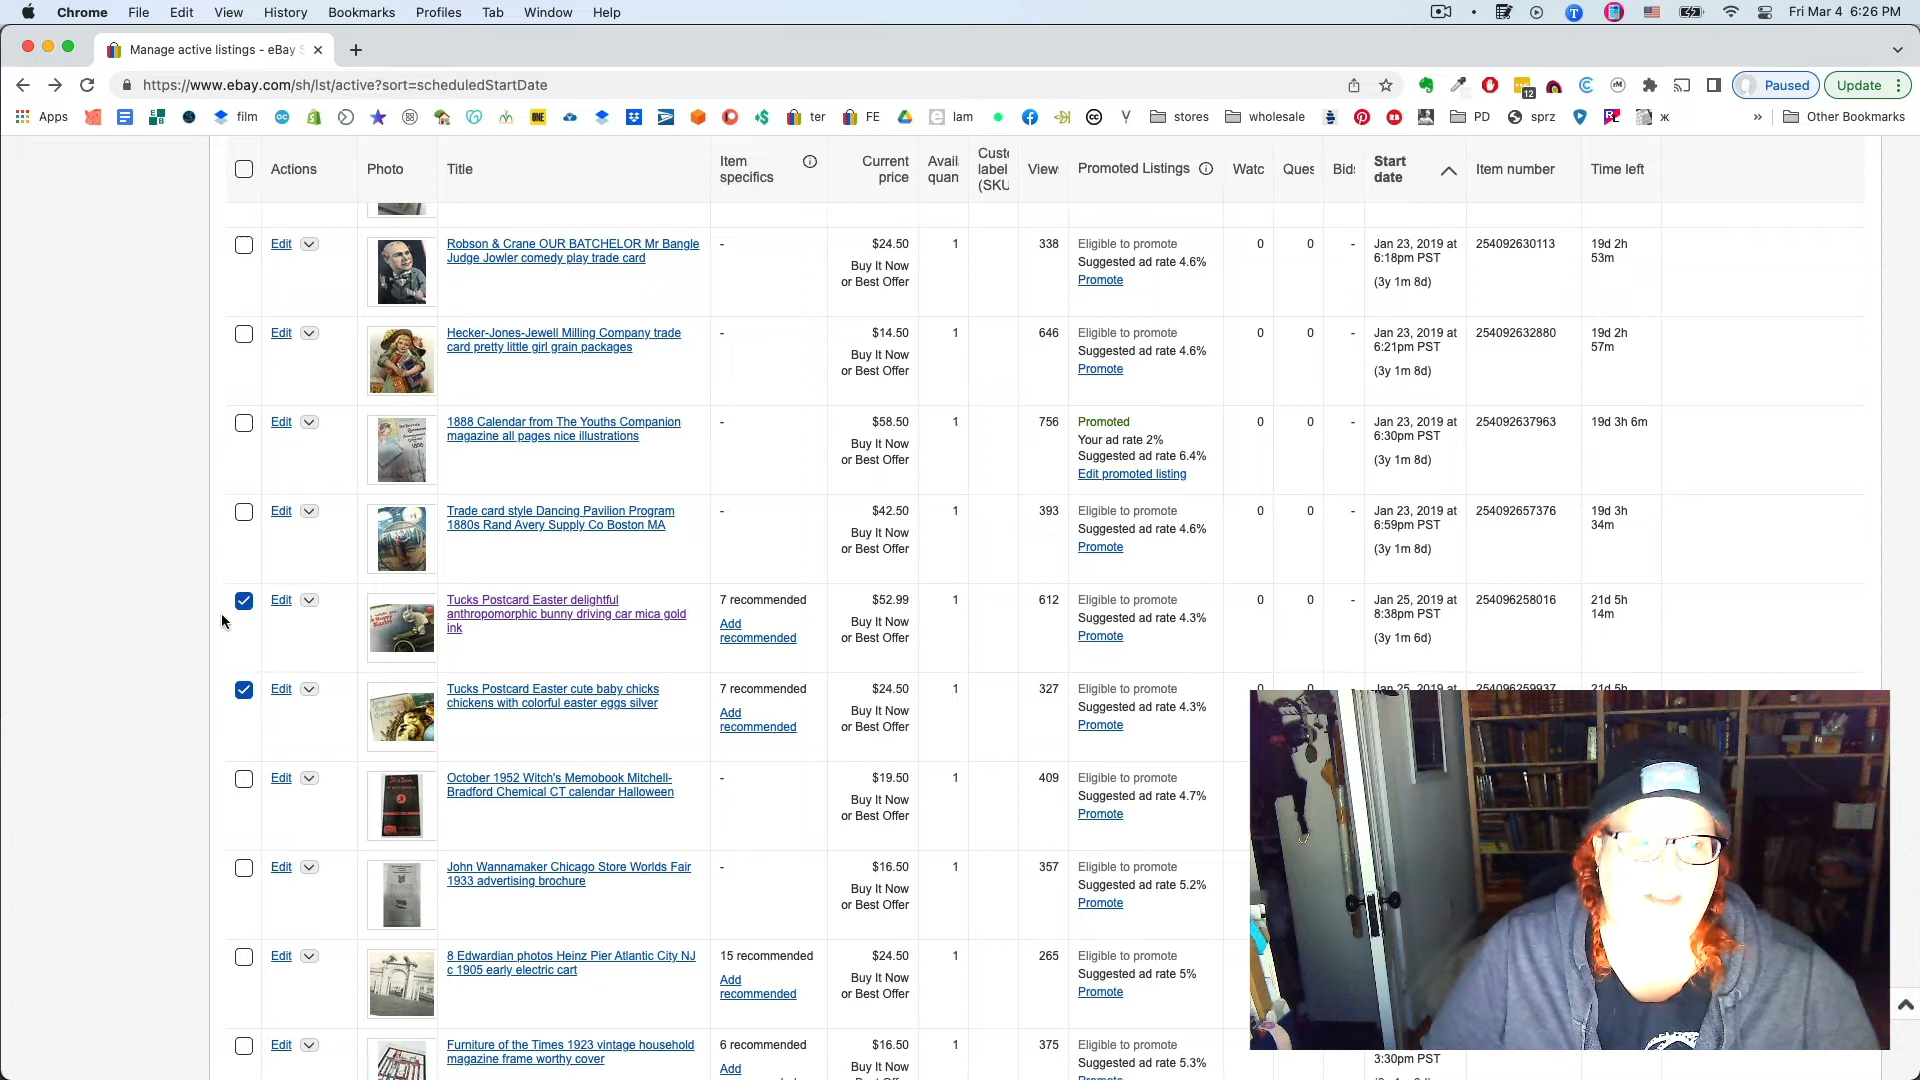 Chrome File Edit View History Bookmarks Profiles Tab Window Help Fri Mar 4 6:26 PM
Manage active listings - eBay S
https://www.ebay.com/sh/lst/active?sort=scheduledStartDate 12 Paused Update
Apps film ONE ter FE lam stores wholesale PD sprz ж » Other Bookmarks
Actions Photo Title Item specifics Current price Avail quan Custo label (SKU View Promoted Listings Watc Ques Bids Start date Item number Time left
Robson & Crane OUR BATCHELOR Mr Bangle - $24.50 1 338 Eligible to promote 0 0 - Jan 23, 2019 at 254092630113 19d 2h
Edit
Judge Jowler comedy play trade card Buy It Now Suggested ad rate 4.6% 6:18pm PST 53m
or Best Offer Promote (3y 1m 8d)
Edit Hecker-Jones-Jewell Milling Company trade - $14.50 1 646 Eligible to promote 0 0 - Jan 23, 2019 at 254092632880 19d 2h
card pretty little girl grain packages Buy It Now Suggested ad rate 4.6% 6:21pm PST 57m
or Best Offer Promote (3y 1m 8d)
Edit 1888 Calendar from The Youths Companion - $58.50 1 756 Promoted 0 0 - Jan 23, 2019 at 254092637963 19d 3h 6m
magazine all pages nice illustrations Buy It Now Your ad rate 2% 6:30pm PST
or Best Offer Suggested ad rate 6.4% (3y 1m 8d)
Edit promoted listing
Edit Trade card style Dancing Pavilion Program - $42.50 1 393 Eligible to promote 0 0 - Jan 23, 2019 at 254092657376 19d 3h
1880s Rand Avery Supply Co Boston MA Buy It Now Suggested ad rate 4.6% 6:59pm PST 34m
or Best Offer Promote (3y 1m 8d)
Edit Tucks Postcard Easter delightful 7 recommended $52.99 1 612 Eligible to promote 0 0 - Jan 25, 2019 at 254096258016 21d 5h
anthropomorphic bunny driving car mica gold Add Buy It Now Suggested ad rate 4.3% 8:38pm PST 14m
ink recommended or Best Offer Promote (3y 1m 6d)
Edit Tucks Postcard Easter cute baby chicks 7 recommended $24.50 1 327 Eligible to promote 0 0 - Jan 25, 2019 at 254096259937 21d 5h
chickens with colorful easter eggs silver Add Buy It Now Suggested ad rate 4.3%
recommended or Best Offer Promote
Edit October 1952 Witch's Memobook Mitchell- - $19.50 1 409 Eligible to promote
Bradford Chemical CT calendar Halloween Buy It Now Suggested ad rate 4.7%
or Best Offer Promote
Edit John Wannamaker Chicago Store Worlds Fair - $16.50 1 357 Eligible to promote
1933 advertising brochure Buy It Now Suggested ad rate 5.2%
or Best Offer Promote
Edit 8 Edwardian photos Heinz Pier Atlantic City NJ 15 recommended $24.50 1 265 Eligible to promote
c 1905 early electric cart Add Buy It Now Suggested ad rate 5%
recommended or Best Offer Promote
Edit Furniture of the Times 1923 vintage household 6 recommended $16.50 1 375 Eligible to promote
magazine frame worthy cover Add Buy It Now Suggested ad rate 5.3% 3:30pm PST